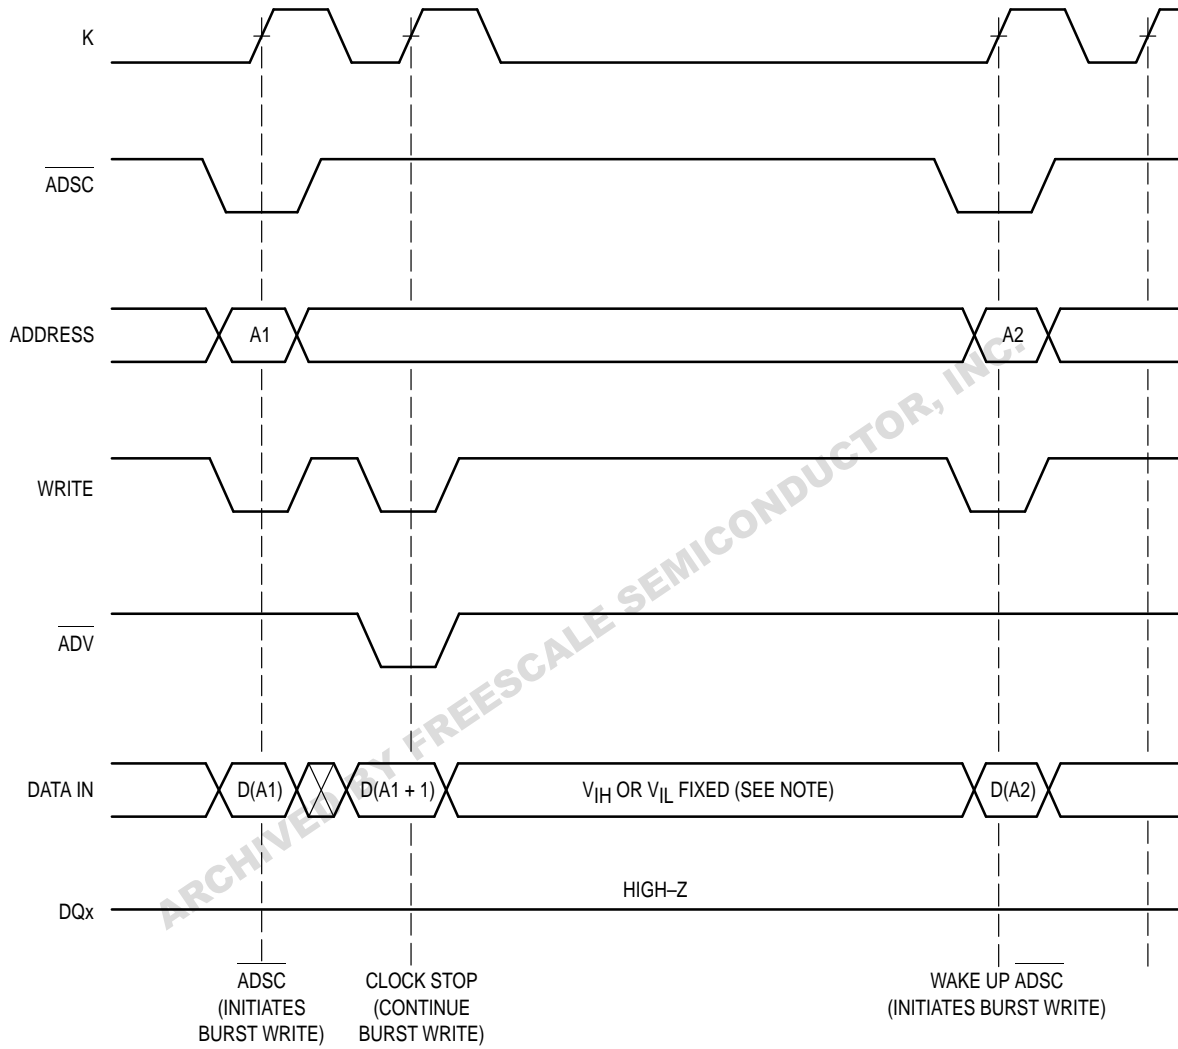 K
ADSC
ADDRESS
A1
A2
WRITE
ADV
DATA IN
D(A1)
D(A1 + 1)
VIH OR VIL FIXED (SEE NOTE)
D(A2)
DQx
HIGH–Z
ADSC
(INITIATES
BURST WRITE)
CLOCK STOP
(CONTINUE
BURST WRITE)
WAKE UP ADSC
(INITIATES BURST WRITE)
ARCHIVED BY FREESCALE SEMICONDUCTOR, INC.